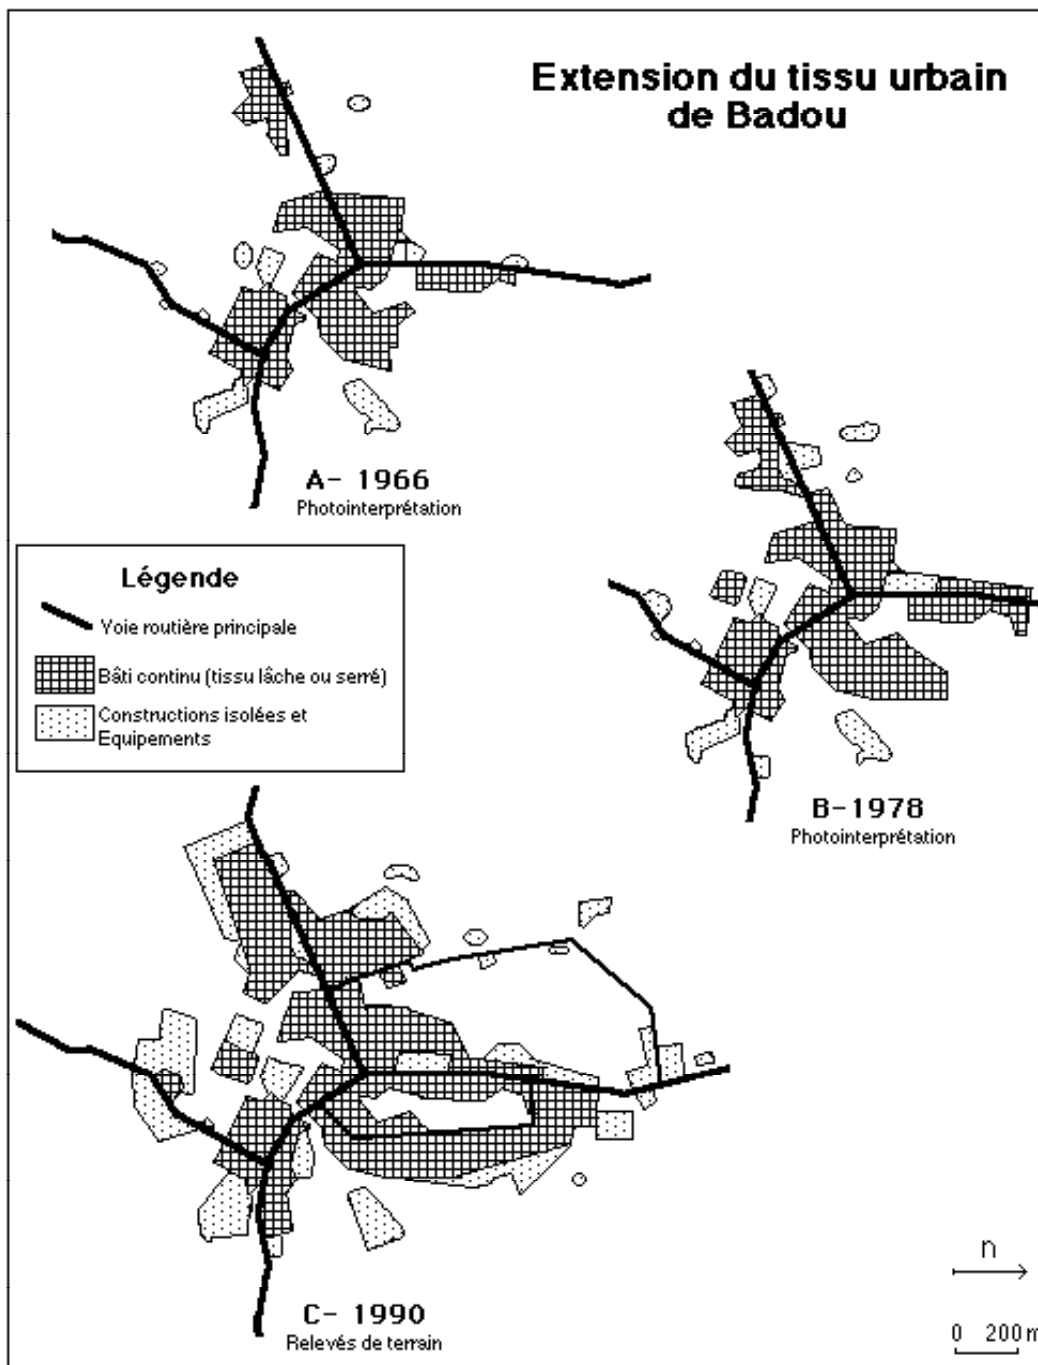 Extension du tissu urbain
de Badou
A- 1966
Photointerprétation
Légende
Voie routière principale
Bâti continu (tissu lâche ou serré)
Constructions isolées et
Equipements
B-1978
Photointerprétation
C- 1990
Relevés de terrain
n
0 200 m